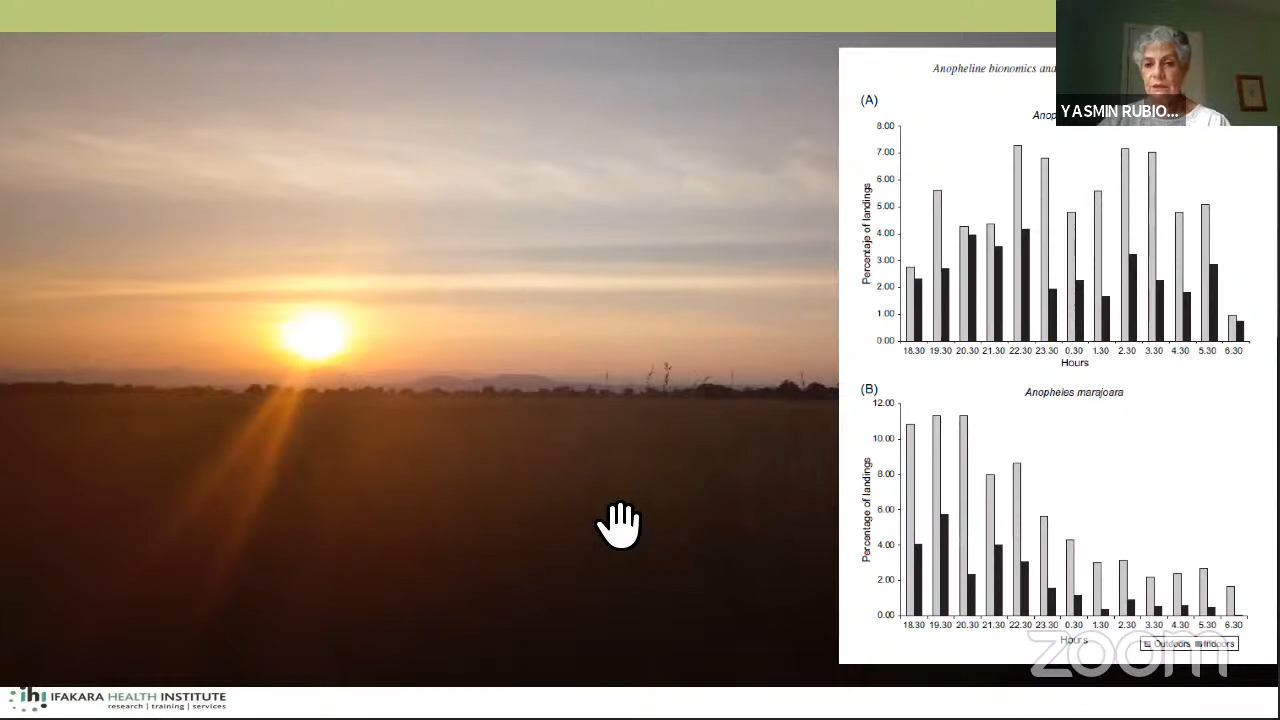 Anopheline bionomics and
YASMIN RUBIO...
(A)
Anop
8.00
7.00
6.00
5.00
4.00
3.00
2.00
1.00
0.00
Percentaje of landings
18.30 19.30 20.30 21.30 22.30 23.30 0.30 1.30 2.30 3.30 4.30 5.30 6.30
Hours
(B)
Anopheles marajoara
12.00
10.00
8.00
6.00
4.00
2.00
0.00
Percentage of landings
18.30 19.30 20.30 21.30 22.30 23.30 0.30 1.30 2.30 3.30 4.30 5.30 6.30
Hours
Outdoors Indoors
zoom
ihi IFAKARA HEALTH INSTITUTE
research | training | services